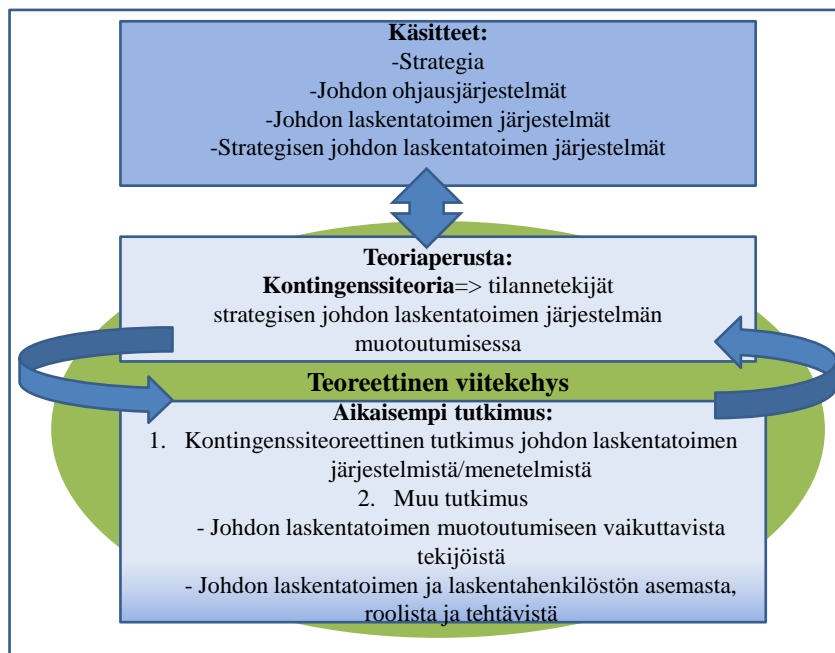 Käsitteet:
-Strategia
-Johdon ohjausjärjestelmät
-Johdon laskentatoimen järjestelmät
-Strategisen johdon laskentatoimen järjestelmät
Teoriaperusta:
Kontingenssiteoria=> tilannetekijät
strategisen johdon laskentatoimen järjestelmän
muotoutumisessa
Teoreettinen viitekehys
Aikaisempi tutkimus:
1. Kontingenssiteoreettinen tutkimus johdon laskentatoimen
järjestelmistä/menetelmistä
2. Muu tutkimus
- Johdon laskentatoimen muotoutumiseen vaikuttavista
tekijöistä
- Johdon laskentatoimen ja laskentahenkilöstön asemasta,
roolista ja tehtävistä